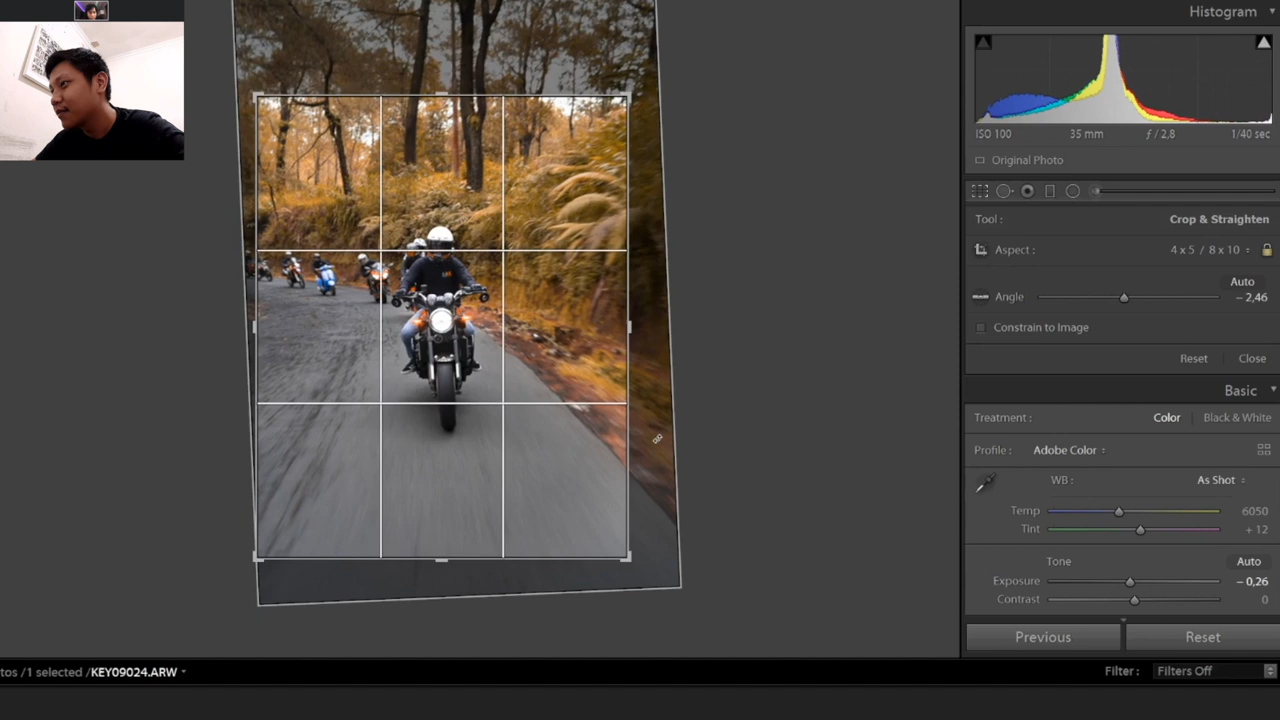 Histogram
ISO 100 35 mm ƒ / 2,8 1/40 sec
Original Photo
Tool : Crop & Straighten
Aspect : 4 x 5 / 8 x 10
Auto
Angle − 2,46
Constrain to Image
Reset Close
Basic
Treatment : Color Black & White
Profile : Adobe Color
WB : As Shot
Temp 6050
Tint + 12
Tone Auto
Exposure − 0,26
Contrast 0
Previous Reset
tos / 1 selected / KEY09024.ARW
Filter : Filters Off